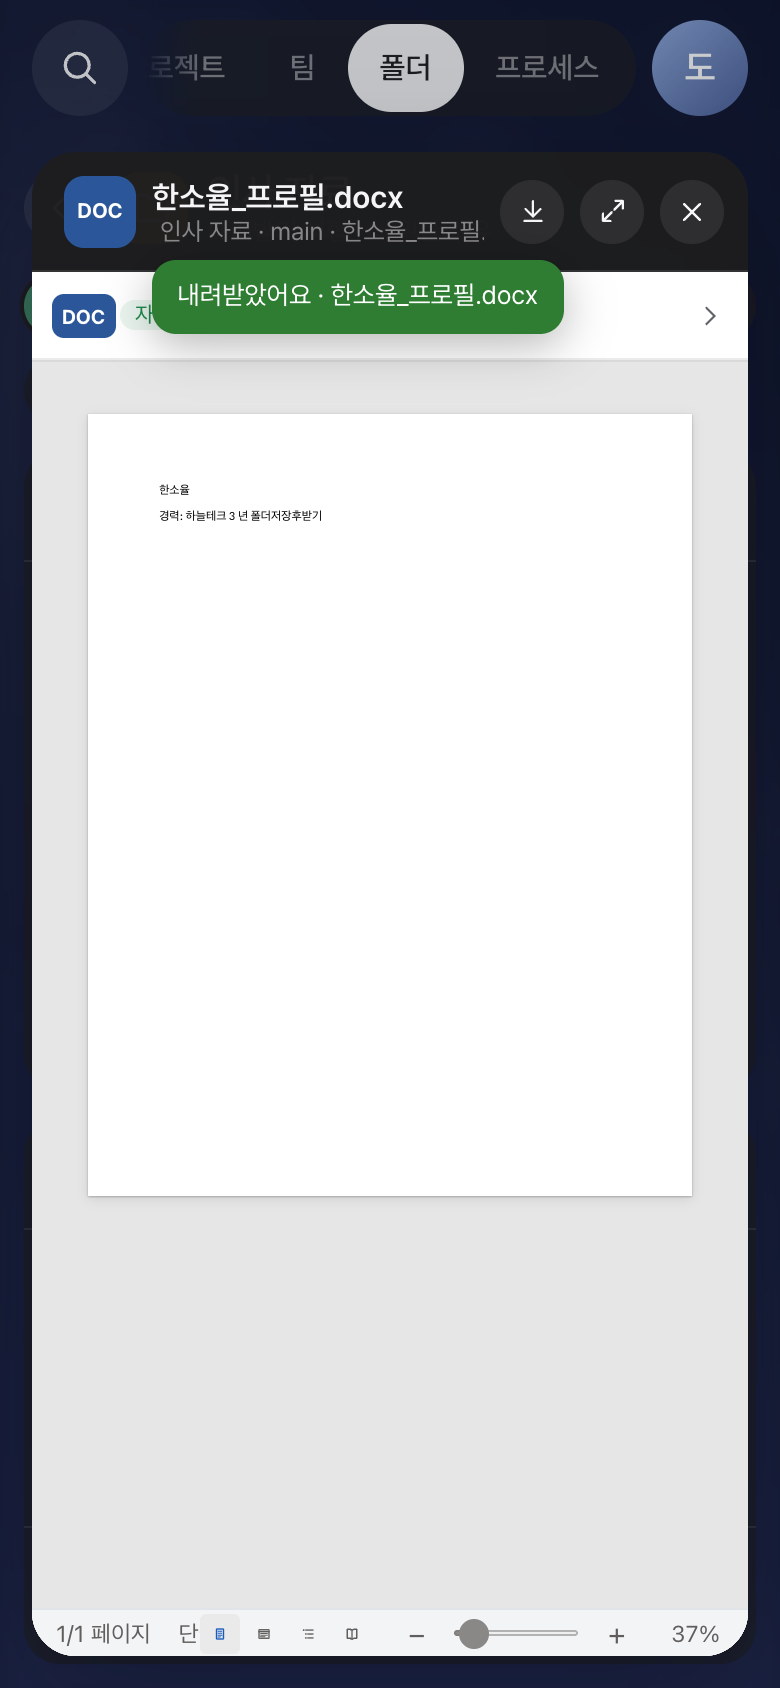 로젝트 팀 폴더 프로세스 도
DOC 한소율_프로필.docx
인사 자료 · main · 한소율_프로필.
내려받았어요 · 한소율_프로필.docx
DOC 자
한소율
경력: 하늘테크 3 년 폴더저장후받기
1/1 페이지 단 37%